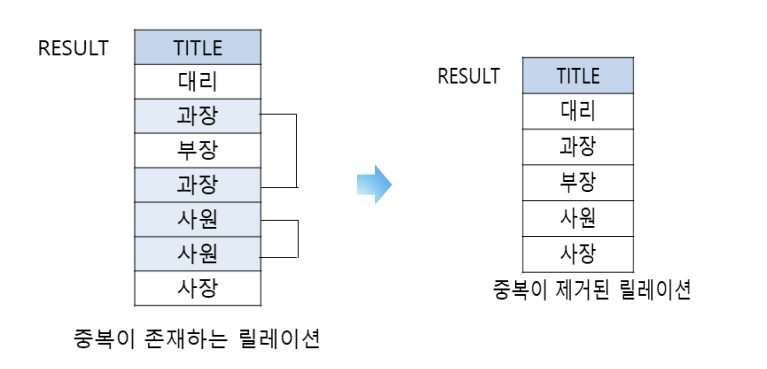 RESULT
TITLE
대리
과장
부장
과장
사원
사원
사장
중복이 존재하는 릴레이션
RESULT
TITLE
대리
과장
부장
사원
사장
중복이 제거된 릴레이션